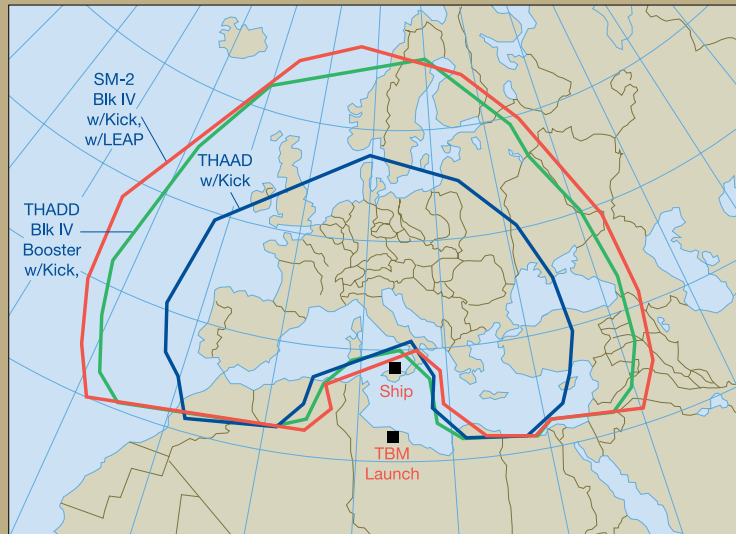 SM-2
Blk IV
w/Kick,
w/LEAP
THAAD
w/Kick
THADD
Blk IV
Booster
w/Kick,
Ship
TBM
Launch